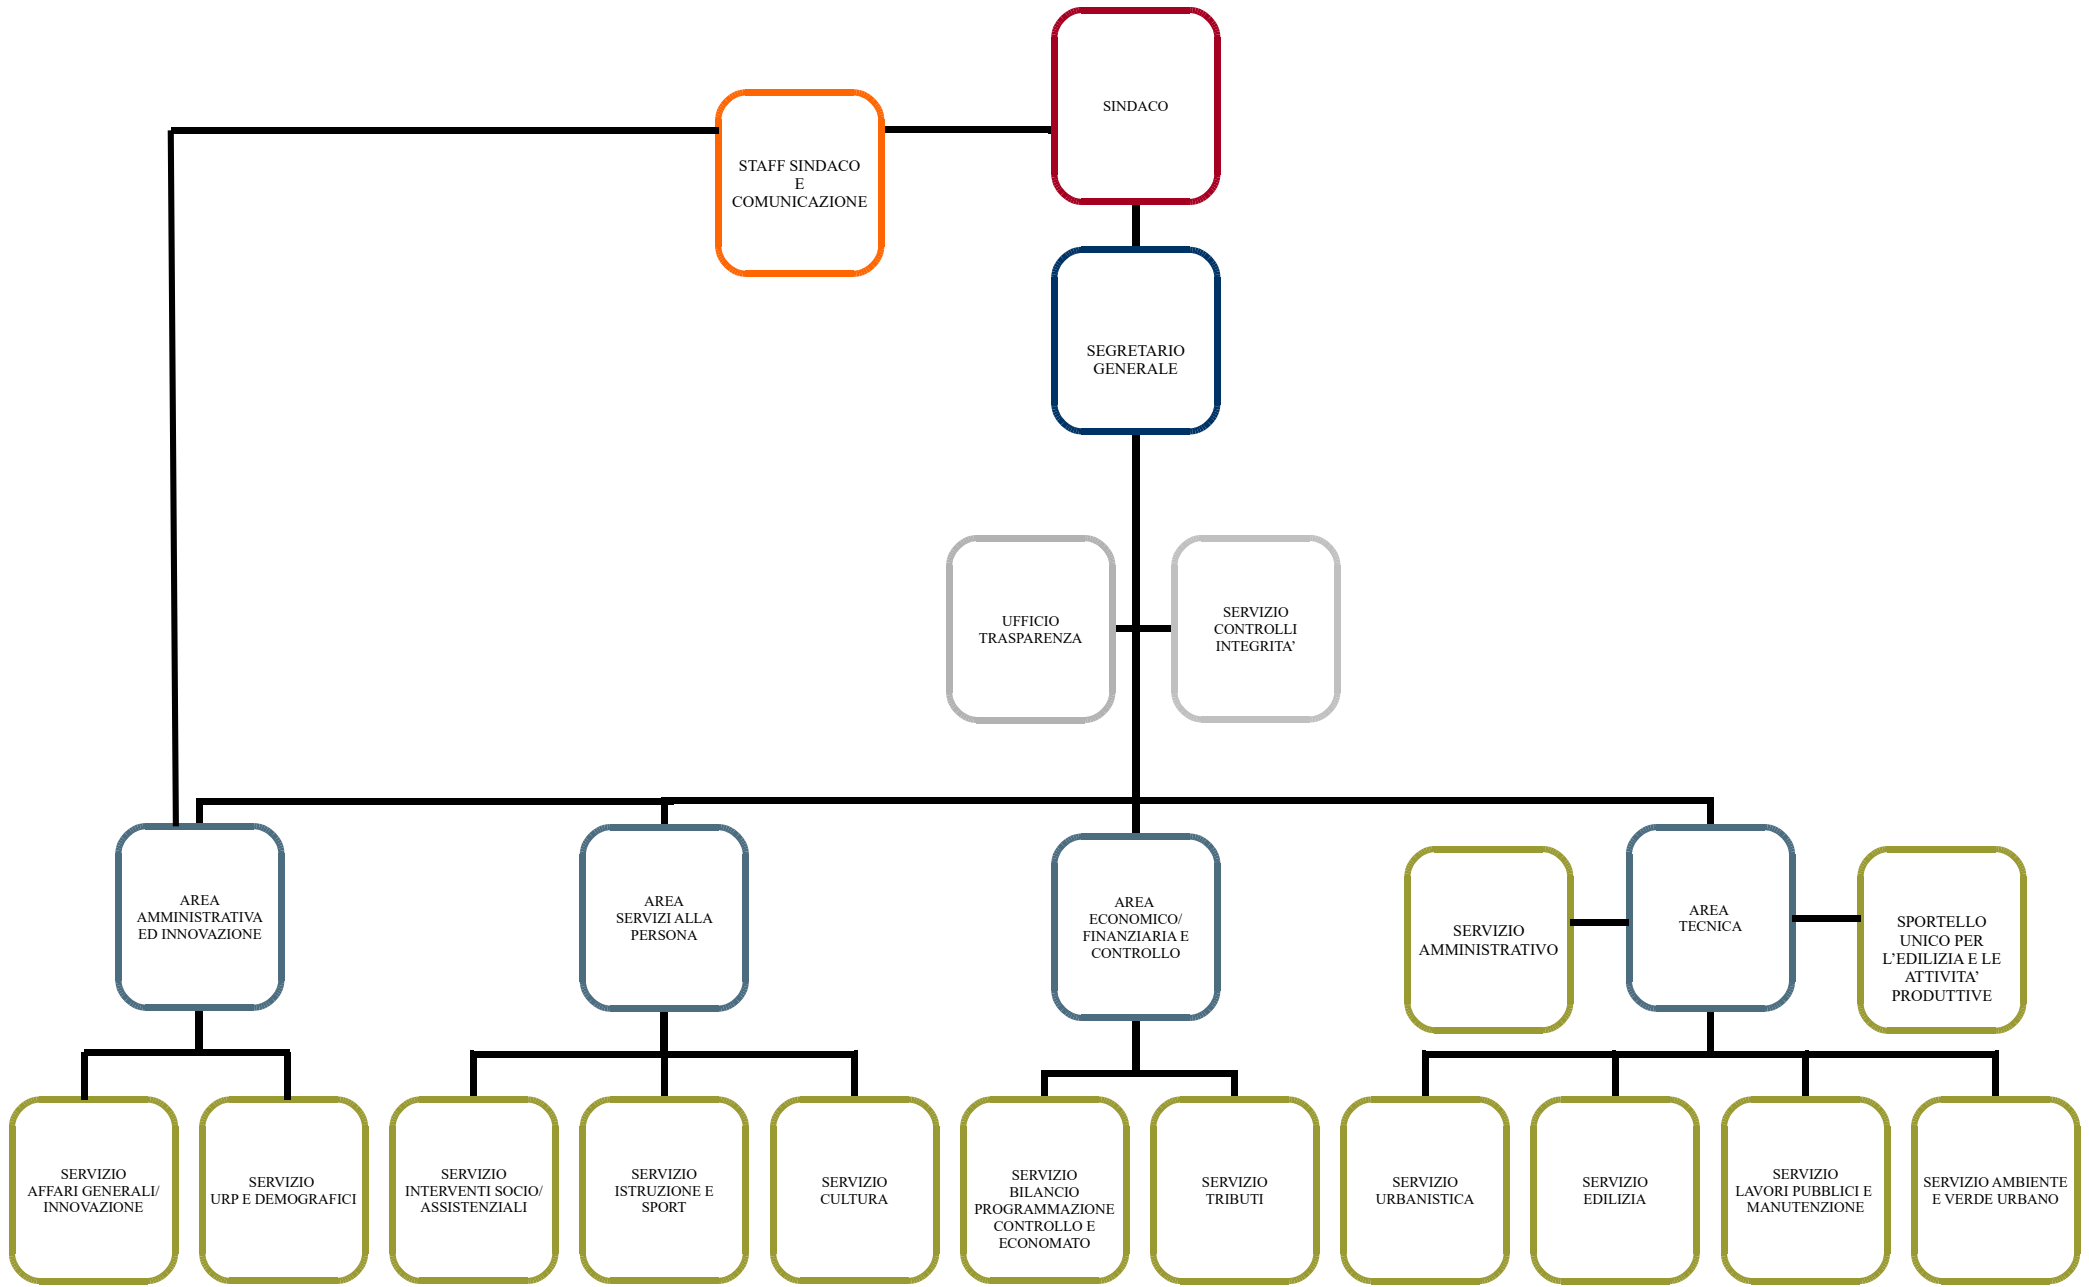 SINDACO
STAFF SINDACO
E
COMUNICAZIONE
SEGRETARIO
GENERALE
UFFICIO
TRASPARENZA
SERVIZIO
CONTROLLI
INTEGRITA’
AREA
AMMINISTRATIVA
ED INNOVAZIONE
AREA
SERVIZI ALLA
PERSONA
AREA
ECONOMICO/
FINANZIARIA E
CONTROLLO
SERVIZIO
AMMINISTRATIVO
AREA
TECNICA
SPORTELLO
UNICO PER
L’EDILIZIA E LE
ATTIVITA’
PRODUTTIVE
SERVIZIO
AFFARI GENERALI/
INNOVAZIONE
SERVIZIO
URP E DEMOGRAFICI
SERVIZIO
INTERVENTI SOCIO/
ASSISTENZIALI
SERVIZIO
ISTRUZIONE E
SPORT
SERVIZIO
CULTURA
SERVIZIO
BILANCIO
PROGRAMMAZIONE
CONTROLLO E
ECONOMATO
SERVIZIO
TRIBUTI
SERVIZIO
URBANISTICA
SERVIZIO
EDILIZIA
SERVIZIO
LAVORI PUBBLICI E
MANUTENZIONE
SERVIZIO AMBIENTE
E VERDE URBANO